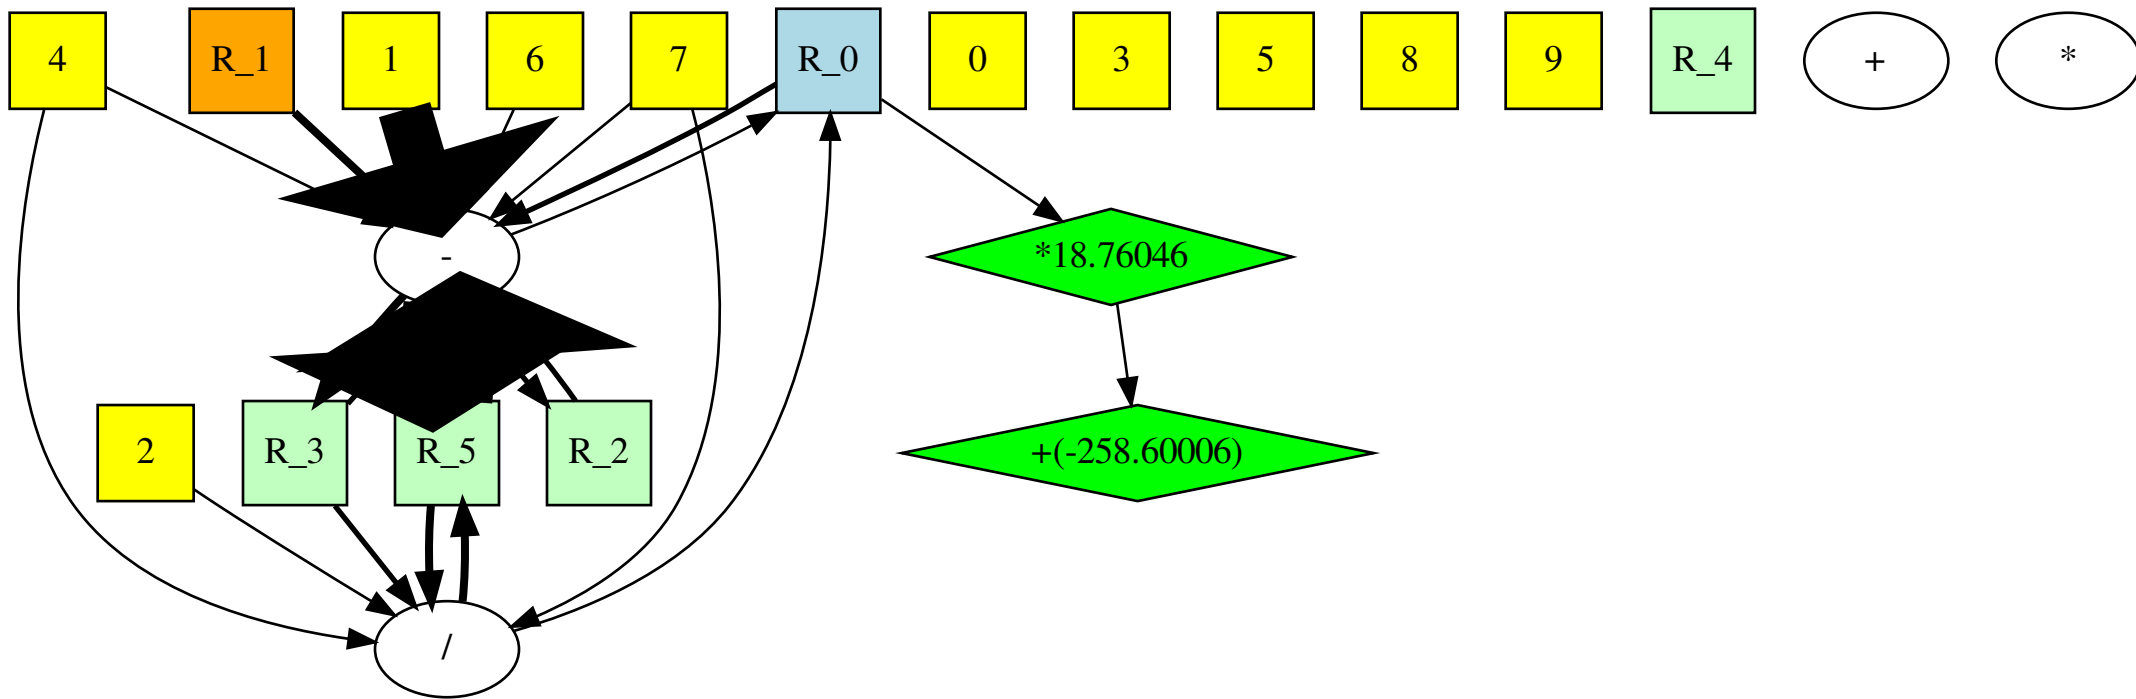 4 R_1 1 6 7 R_0 0 3 5 8 9 R_4 + *
- *18.76046
2 R_3 R_5 R_2 +(-258.60006)
/